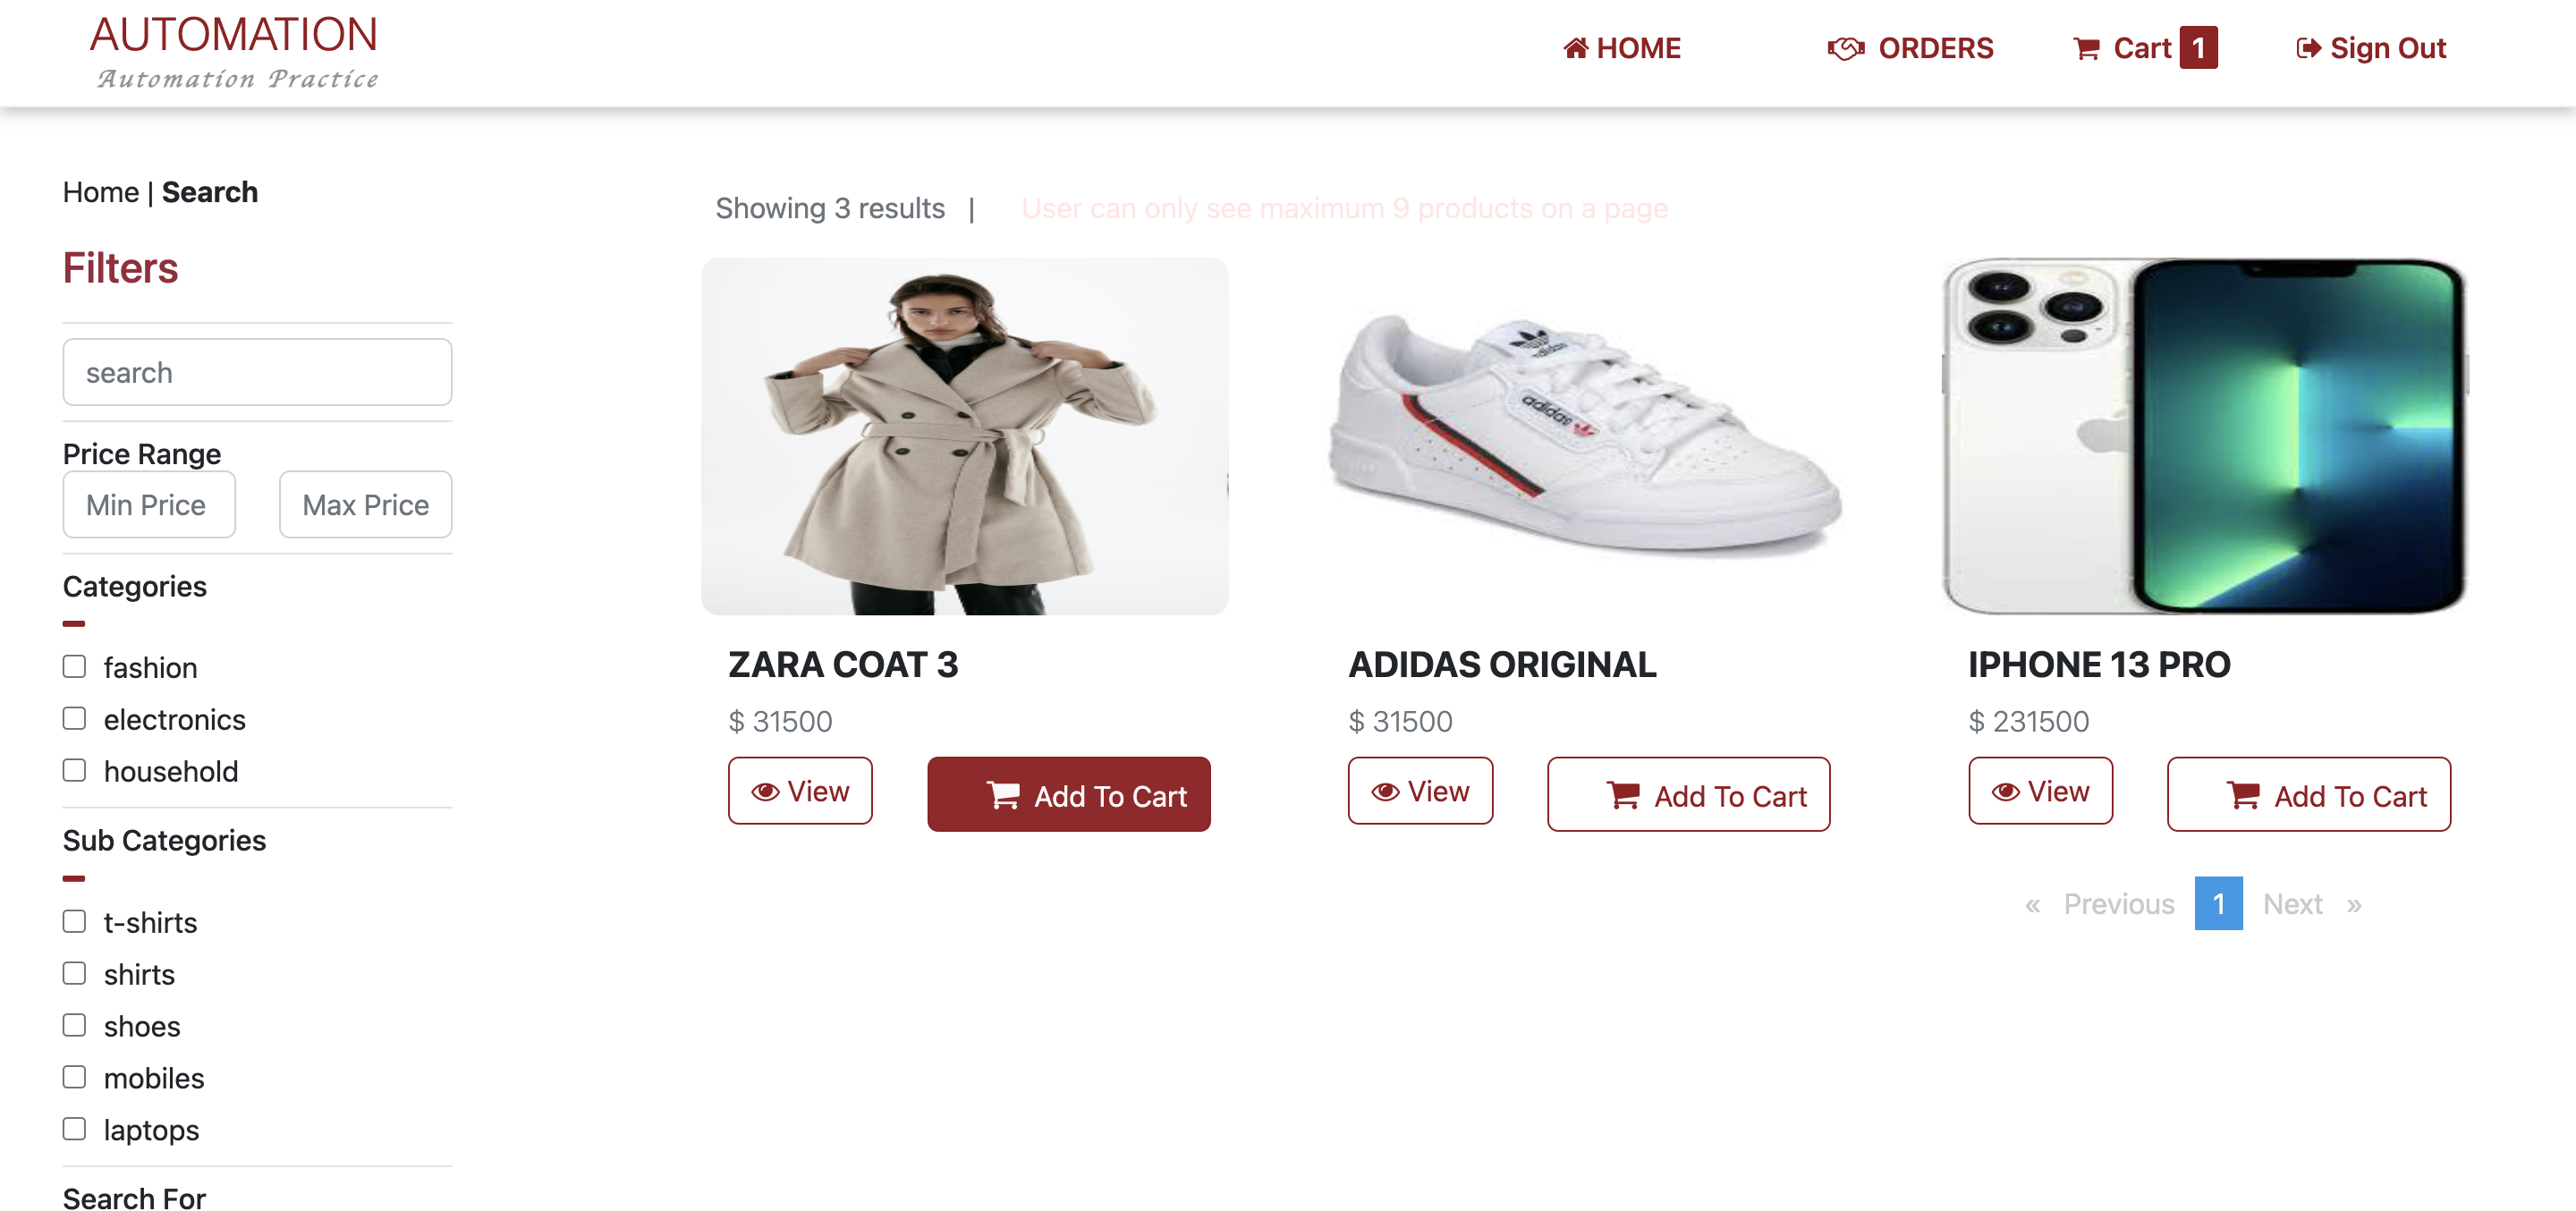 AUTOMATION
Automation Practice
HOME
ORDERS
Cart 1
Sign Out
Home | Search
Filters
search
Price Range
Min Price
Max Price
Categories
fashion
electronics
household
Sub Categories
t-shirts
shirts
shoes
mobiles
laptops
Search For
Showing 3 results |
User can only see maximum 9 products on a page
adidas
ZARA COAT 3
$ 31500
View
Add To Cart
ADIDAS ORIGINAL
$ 31500
View
Add To Cart
IPHONE 13 PRO
$ 231500
View
Add To Cart
« Previous 1 Next »